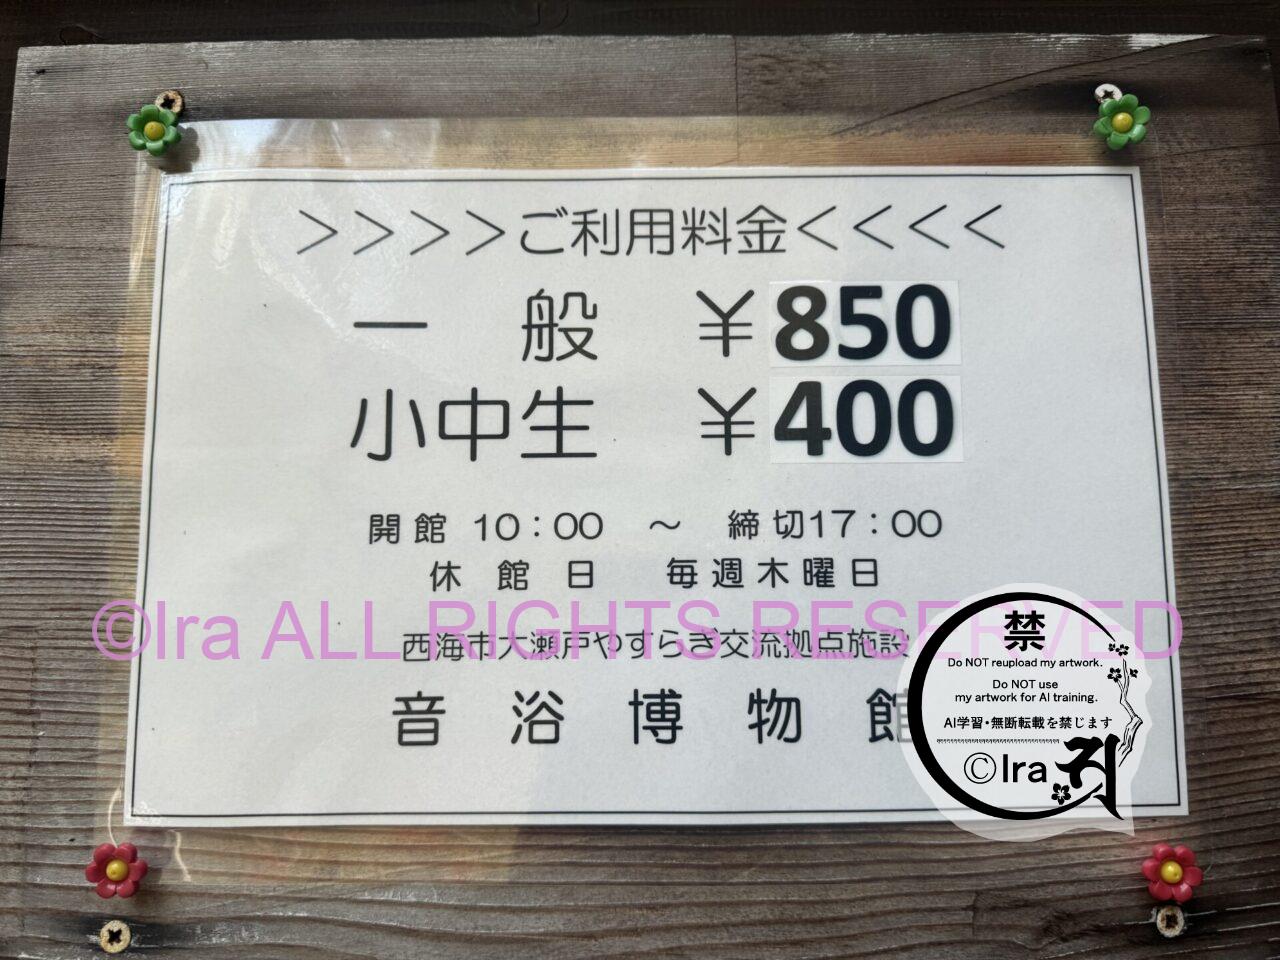 >>>>ご利用料金<<<<
一般 ¥850
小中生 ¥400
開館 10:00 ～ 締切17:00
休館日 毎週木曜日
©Ira ALL RIGHTS RESERVED
西海市大瀬戸やすらぎ交流拠点施設
音浴博物館
禁
Do NOT reupload my artwork.
Do NOT use
my artwork for AI training.
AI学習・無断転載を禁じます
©Ira